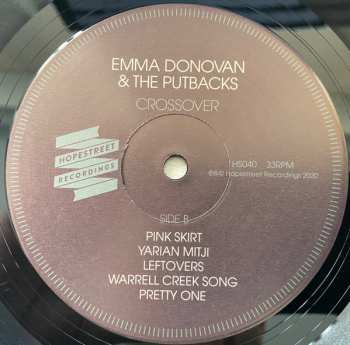 EMMA DONOVAN
& THE PUTBACKS
CROSSOVER
HOPESTREET
RECORDINGS
HS040 33RPM
℗&© Hopestreet Recordings 2020
SIDE B
PINK SKIRT
YARIAN MITJI
LEFTOVERS
WARRELL CREEK SONG
PRETTY ONE